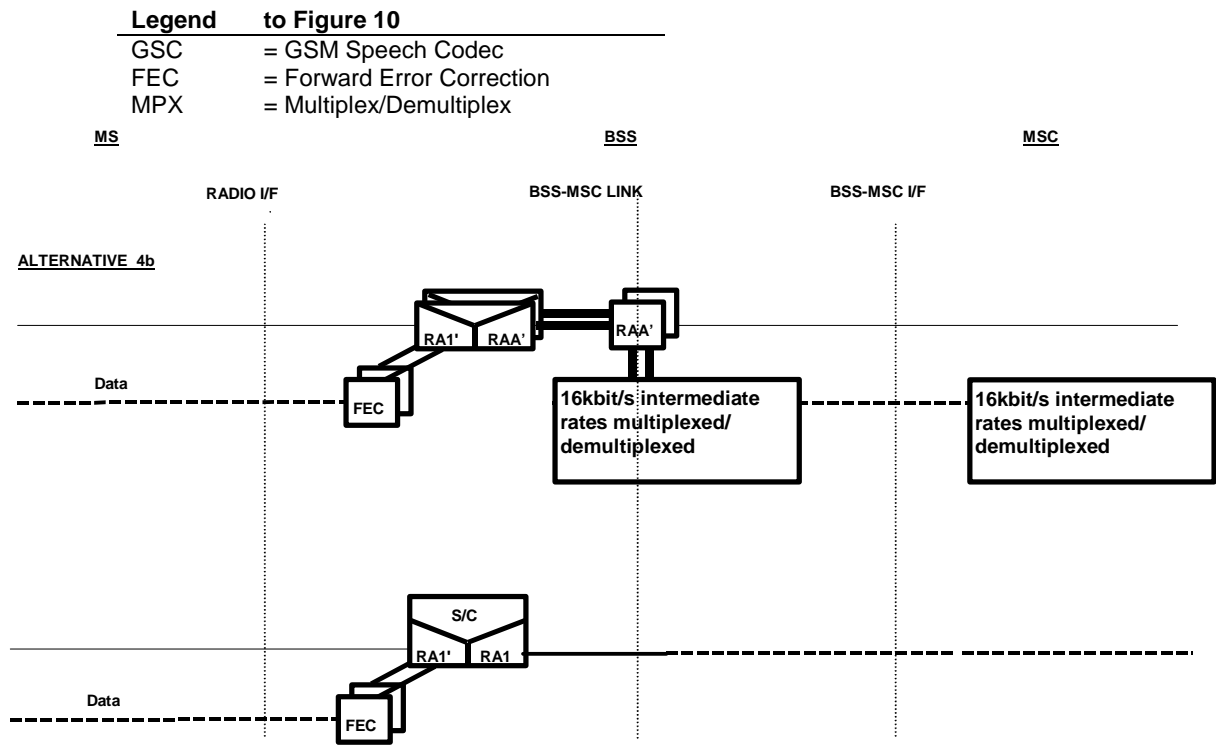 Legend to Figure 10
GSC = GSM Speech Codec
FEC = Forward Error Correction
MPX = Multiplex/Demultiplex
MS BSS MSC
RADIO I/F BSS-MSC LINK BSS-MSC I/F
ALTERNATIVE 4b
RA1' RAA' RAA'
Data
FEC
16kbit/s intermediate
rates multiplexed/
demultiplexed
16kbit/s intermediate
rates multiplexed/
demultiplexed
S/C
RA1' RA1
Data
FEC